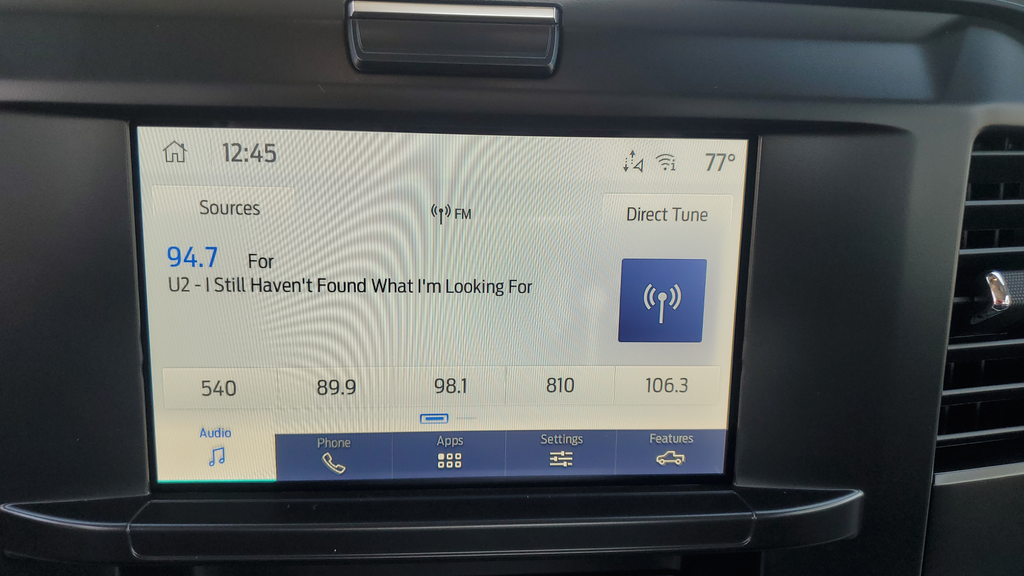 12:45
77°
Sources
FM
Direct Tune
94.7 For
U2 - I Still Haven't Found What I'm Looking For
540 89.9 98.1 810 106.3
Audio Phone Apps Settings Features